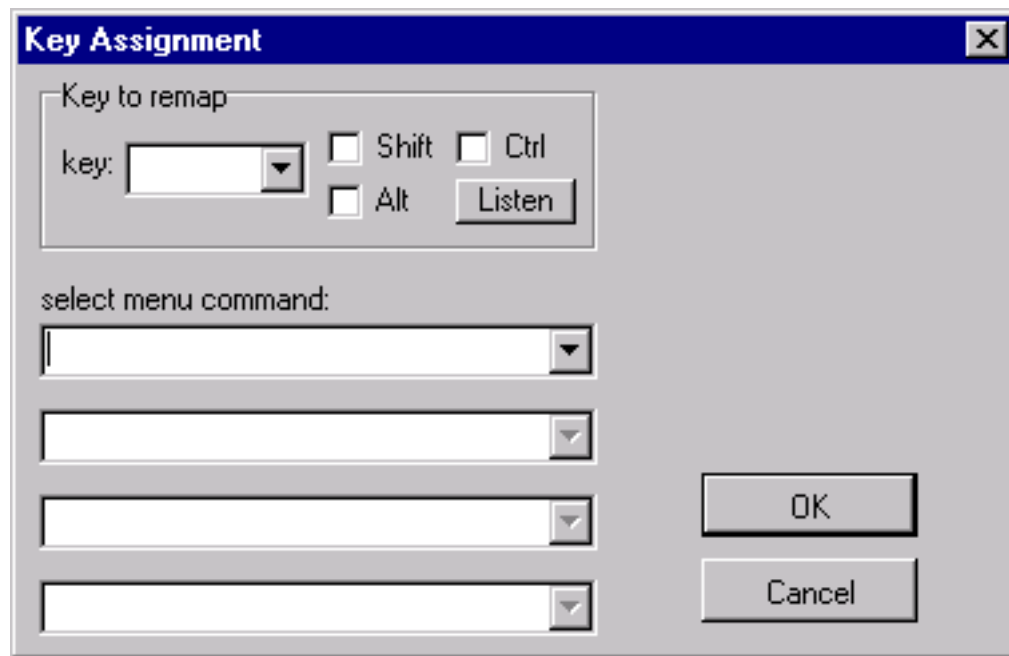 Key Assignment
Key to remap
key:
Shift
Ctrl
Alt
Listen
select menu command:
OK
Cancel